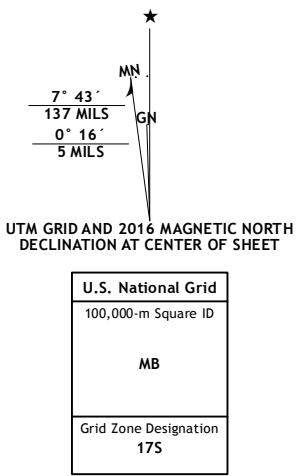 ★
MN
7° 43´
137 MILS
GN
0° 16´
5 MILS
UTM GRID AND 2016 MAGNETIC NORTH
DECLINATION AT CENTER OF SHEET
U.S. National Grid
100,000-m Square ID
MB
Grid Zone Designation
17S